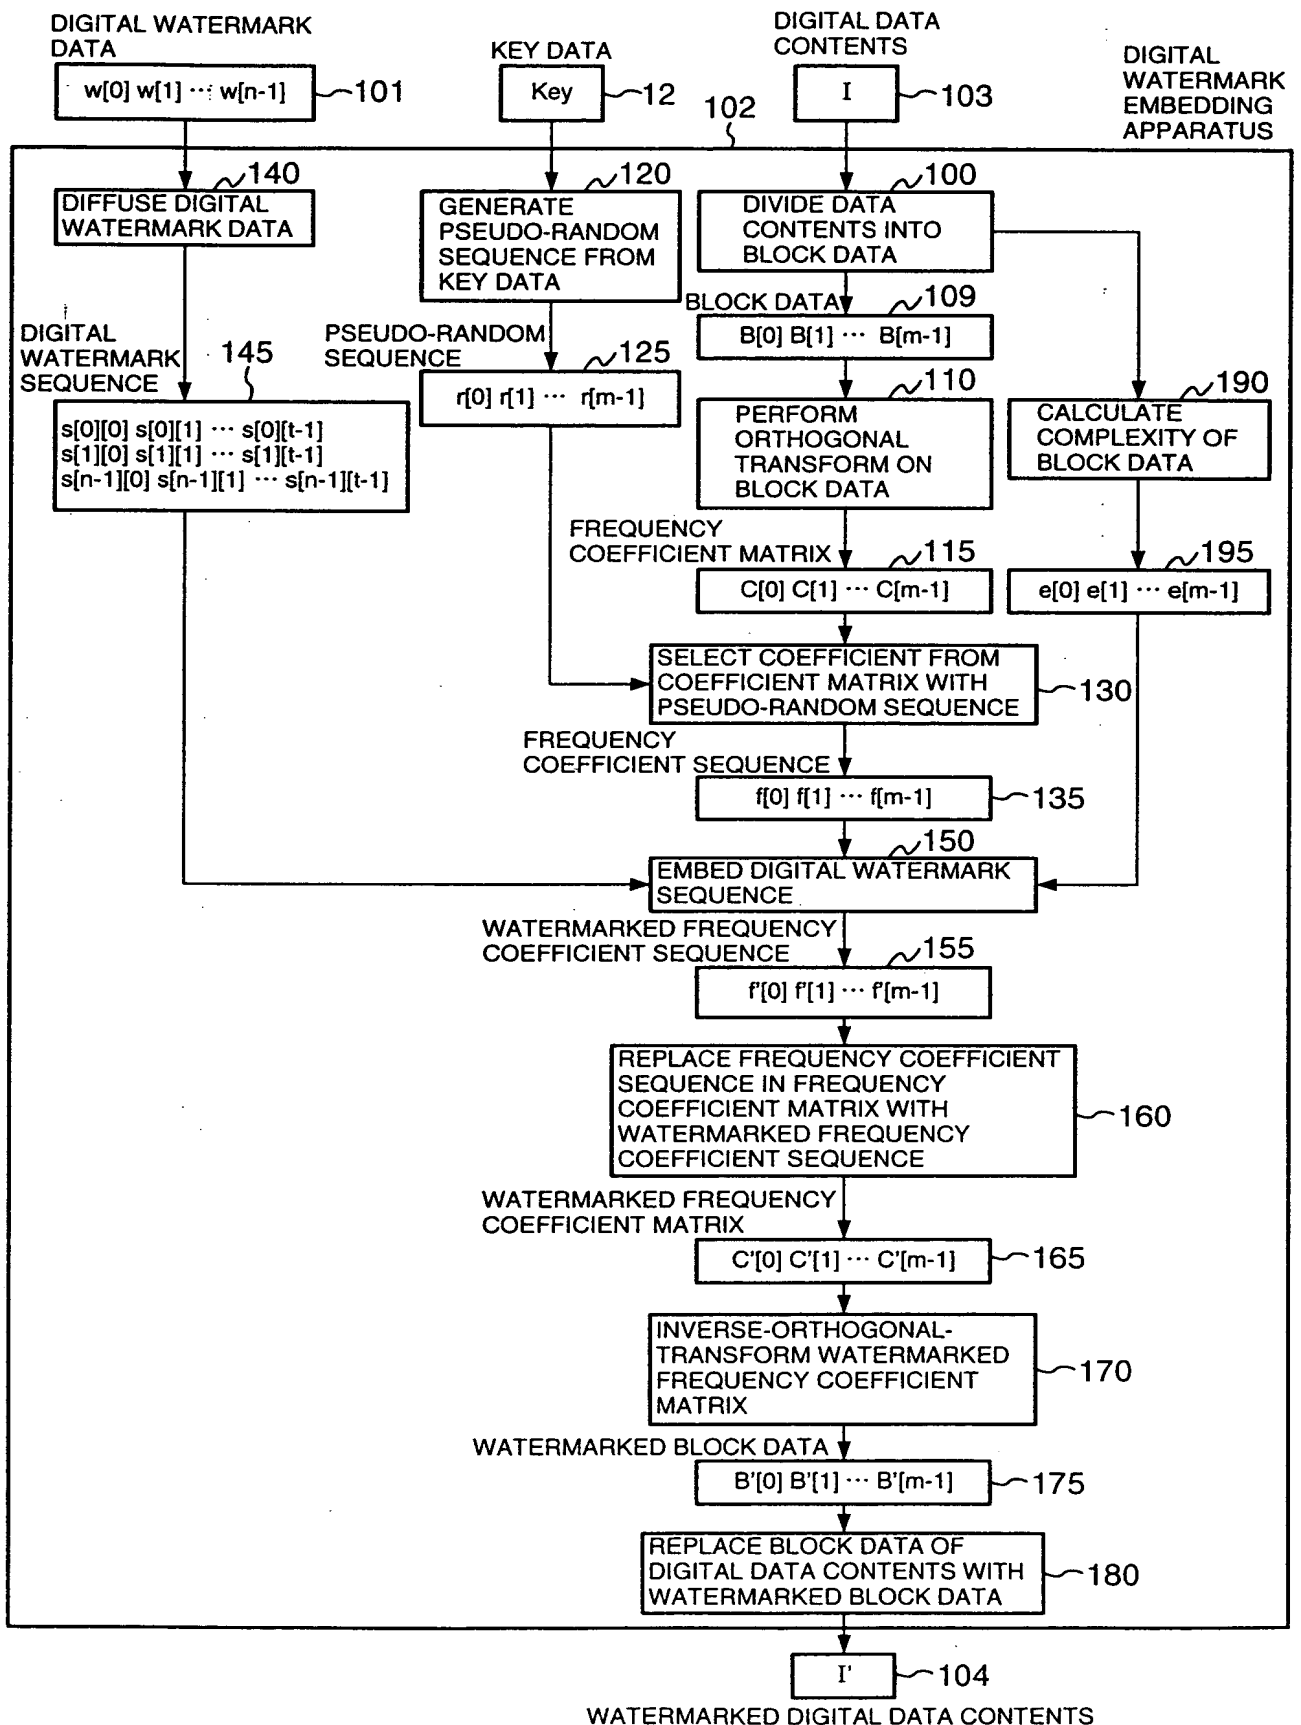 DIGITAL WATERMARK
DATA
w[0] w[1] ··· w[n-1]
101
KEY DATA
Key
12
DIGITAL DATA
CONTENTS
I
103
DIGITAL
WATERMARK
EMBEDDING
APPARATUS
102
140
DIFFUSE DIGITAL
WATERMARK DATA
120
GENERATE
PSEUDO-RANDOM
SEQUENCE FROM
KEY DATA
100
DIVIDE DATA
CONTENTS INTO
BLOCK DATA
BLOCK DATA
109
B[0] B[1] ··· B[m-1]
DIGITAL
WATERMARK
SEQUENCE
145
s[0][0] s[0][1] ··· s[0][t-1]
s[1][0] s[1][1] ··· s[1][t-1]
s[n-1][0] s[n-1][1] ··· s[n-1][t-1]
PSEUDO-RANDOM
SEQUENCE
125
r[0] r[1] ··· r[m-1]
110
PERFORM
ORTHOGONAL
TRANSFORM ON
BLOCK DATA
190
CALCULATE
COMPLEXITY OF
BLOCK DATA
FREQUENCY
COEFFICIENT MATRIX
115
C[0] C[1] ··· C[m-1]
195
e[0] e[1] ··· e[m-1]
SELECT COEFFICIENT FROM
COEFFICIENT MATRIX WITH
PSEUDO-RANDOM SEQUENCE
130
FREQUENCY
COEFFICIENT SEQUENCE
f[0] f[1] ··· f[m-1]
135
150
EMBED DIGITAL WATERMARK
SEQUENCE
WATERMARKED FREQUENCY
COEFFICIENT SEQUENCE
155
f'[0] f'[1] ··· f'[m-1]
REPLACE FREQUENCY COEFFICIENT
SEQUENCE IN FREQUENCY
COEFFICIENT MATRIX WITH
WATERMARKED FREQUENCY
COEFFICIENT SEQUENCE
160
WATERMARKED FREQUENCY
COEFFICIENT MATRIX
C'[0] C'[1] ··· C'[m-1]
165
INVERSE-ORTHOGONAL-
TRANSFORM WATERMARKED
FREQUENCY COEFFICIENT
MATRIX
170
WATERMARKED BLOCK DATA
B'[0] B'[1] ··· B'[m-1]
175
REPLACE BLOCK DATA OF
DIGITAL DATA CONTENTS WITH
WATERMARKED BLOCK DATA
180
I'
104
WATERMARKED DIGITAL DATA CONTENTS